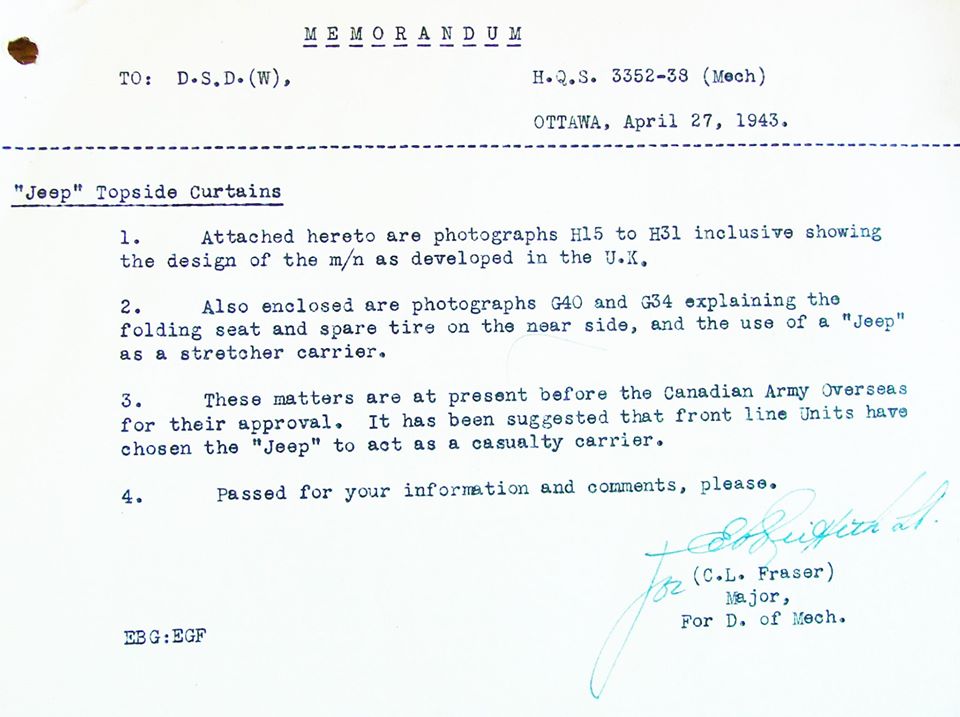 MEMORANDUM
TO: D.S.D.(W),
H.Q.S. 3352-38 (Mech)
OTTAWA, April 27, 1943.
"Jeep" Topside Curtains
1. Attached hereto are photographs H15 to H31 inclusive showing
the design of the m/n as developed in the U.K.
2. Also enclosed are photographs G40 and G34 explaining the
folding seat and spare tire on the near side, and the use of a "Jeep"
as a stretcher carrier.
3. These matters are at present before the Canadian Army Overseas
for their approval. It has been suggested that front line Units have
chosen the "Jeep" to act as a casualty carrier.
4. Passed for your information and comments, please.
EBGriffith Lt.
for (C.L. Fraser)
Major,
For D. of Mech.
EBG:EGF